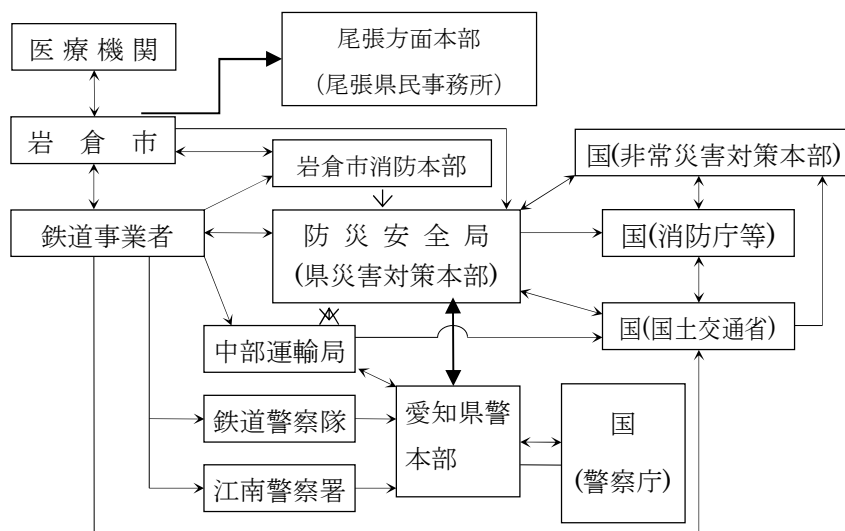 医療機関
尾張方面本部
(尾張県民事務所)
岩倉市
岩倉市消防本部
国(非常災害対策本部)
鉄道事業者
防災安全局
(県災害対策本部)
国(消防庁等)
中部運輸局
国(国土交通省)
鉄道警察隊
愛知県警
本部
国
(警察庁)
江南警察署